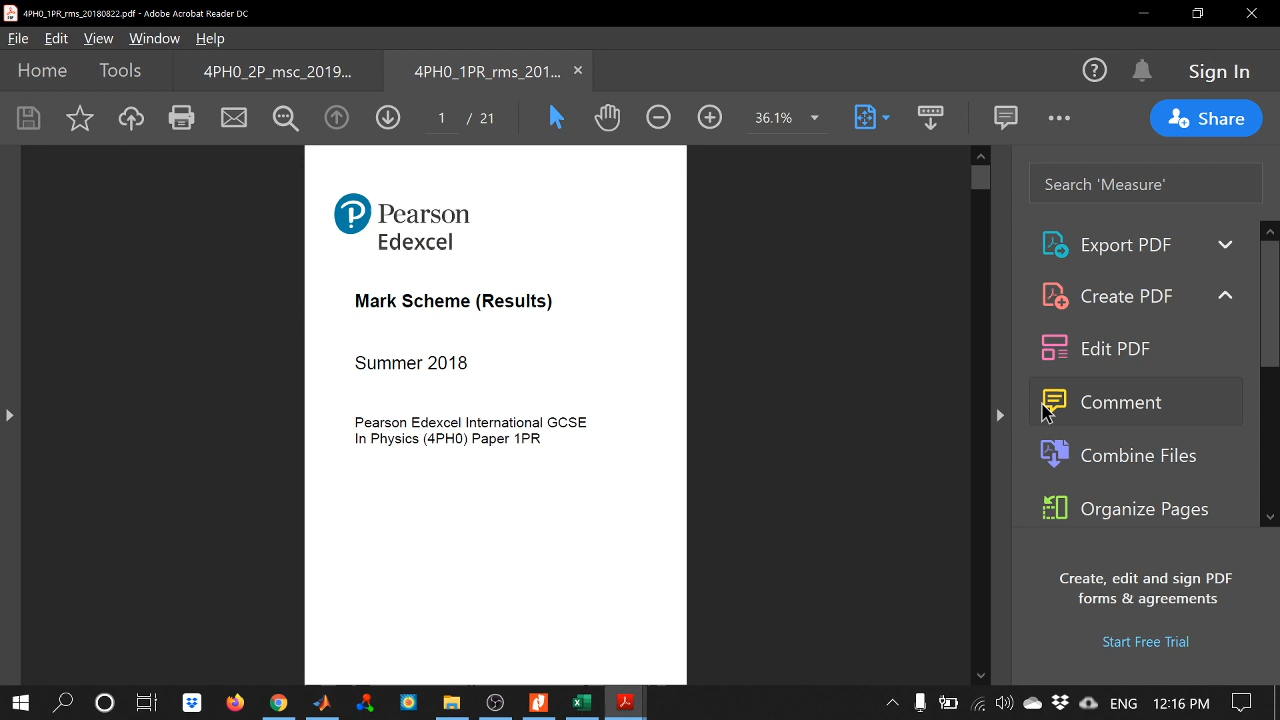 4PH0_1PR_rms_20180822.pdf - Adobe Acrobat Reader DC
File Edit View Window Help
Home Tools 4PH0_2P_msc_2019... 4PH0_1PR_rms_201... Sign In
1 / 21 36.1% Share
Pearson
Edexcel
Mark Scheme (Results)
Summer 2018
Pearson Edexcel International GCSE
In Physics (4PH0) Paper 1PR
Search 'Measure'
Export PDF
Create PDF
Edit PDF
Comment
Combine Files
Organize Pages
Create, edit and sign PDF
forms & agreements
Start Free Trial
ENG 12:16 PM